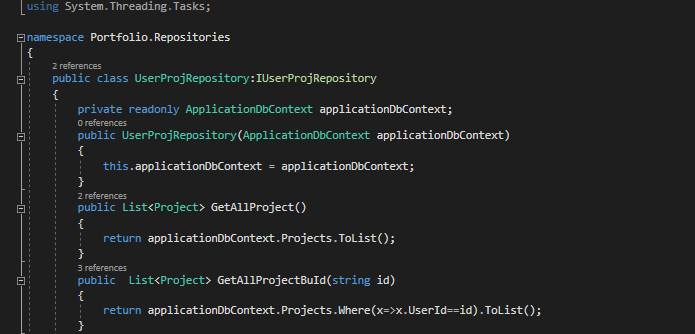 using System.Threading.Tasks;
namespace Portfolio.Repositories
{
2 references
public class UserProjRepository:IUserProjRepository
{
private readonly ApplicationDbContext applicationDbContext;
0 references
public UserProjRepository(ApplicationDbContext applicationDbContext)
{
this.applicationDbContext = applicationDbContext;
}
2 references
public List<Project> GetAllProject()
{
return applicationDbContext.Projects.ToList();
}
3 references
public  List<Project> GetAllProjectBuId(string id)
{
return applicationDbContext.Projects.Where(x=>x.UserId==id).ToList();
}